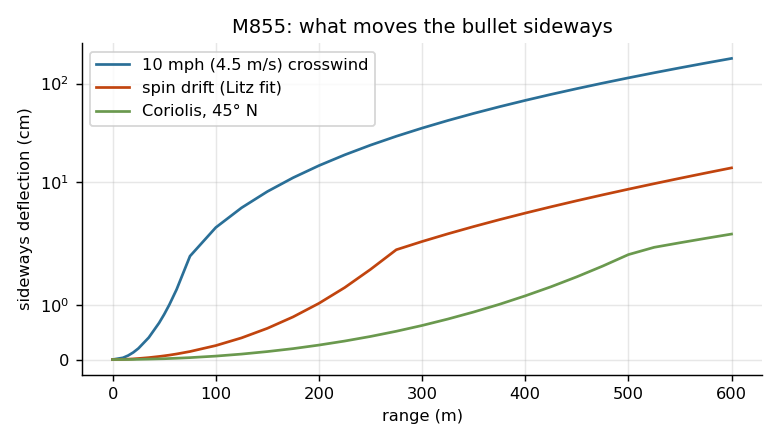 M855: what moves the bullet sideways
10 mph (4.5 m/s) crosswind
spin drift (Litz fit)
Coriolis, 45° N
sideways deflection (cm)
10²
10¹
10⁰
0
0 100 200 300 400 500 600
range (m)